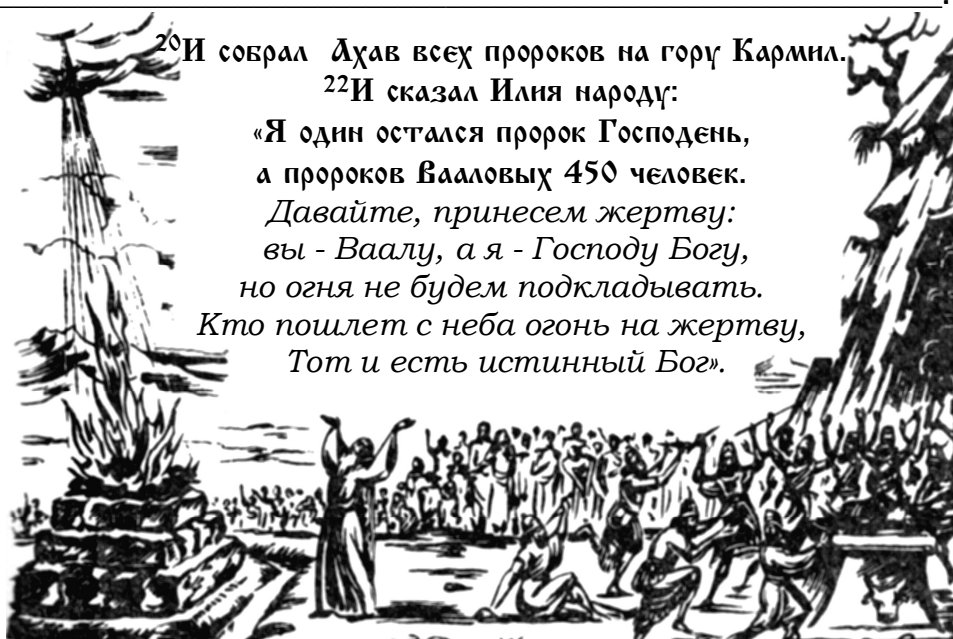 ²⁰И собрал Ахав всех пророков на гору Кармил.
²²И сказал Илия народу:
«Я один остался пророк Господень,
а пророков Вааловых 450 человек.
Давайте, принесем жертву:
вы - Ваалу, а я - Господу Богу,
но огня не будем подкладывать.
Кто пошлет с неба огонь на жертву,
Тот и есть истинный Бог».